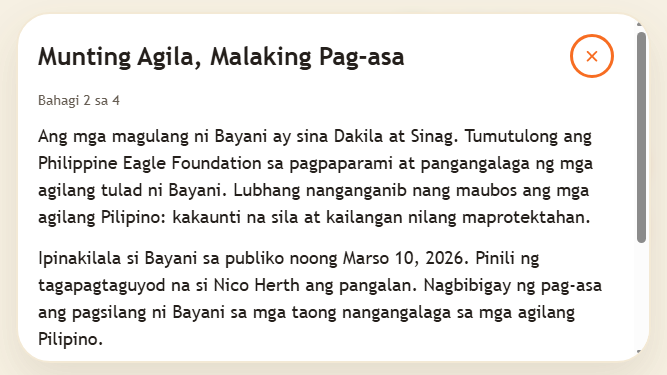 Munting Agila, Malaking Pag-asa
Bahagi 2 sa 4
Ang mga magulang ni Bayani ay sina Dakila at Sinag. Tumutulong ang
Philippine Eagle Foundation sa pagpaparami at pangangalaga ng mga
agilang tulad ni Bayani. Lubhang nanganganib nang maubos ang mga
agilang Pilipino: kakaunti na sila at kailangan nilang maprotektahan.
Ipinakilala si Bayani sa publiko noong Marso 10, 2026. Pinili ng
tagapagtaguyod na si Nico Herth ang pangalan. Nagbibigay ng pag-asa
ang pagsilang ni Bayani sa mga taong nangangalaga sa mga agilang
Pilipino.